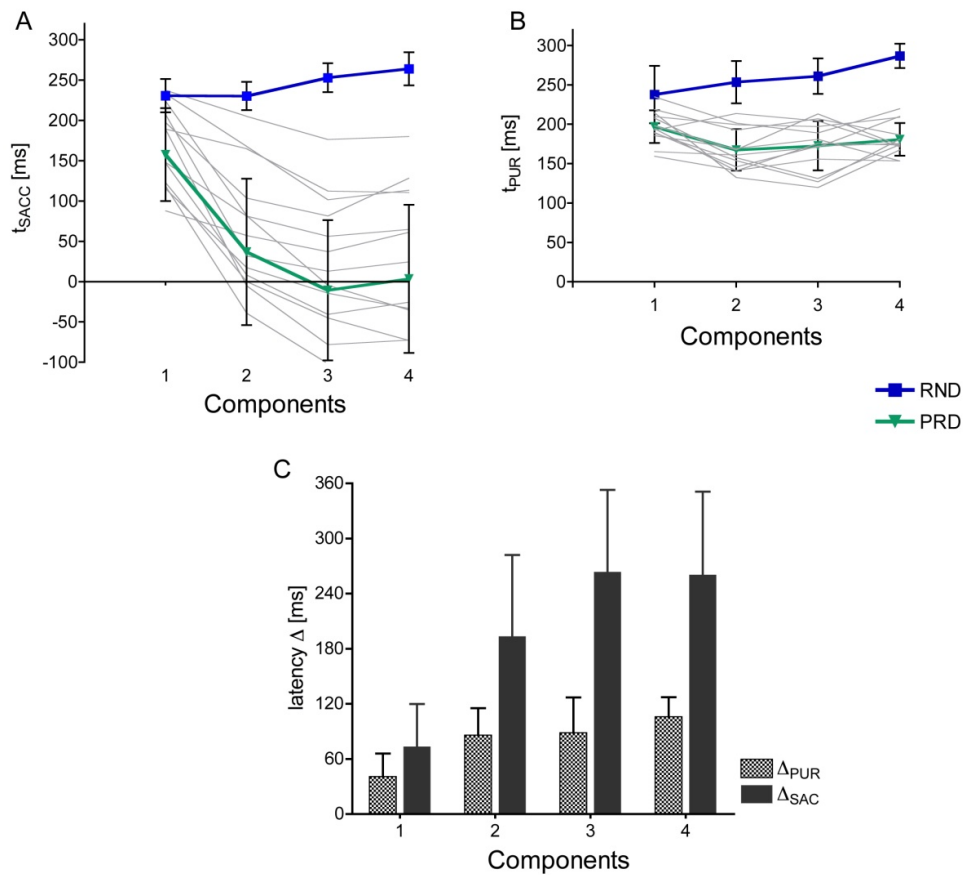 A
300
250
200
150
100
50
0
-50
-100
t_SACC [ms]
1 2 3 4
Components
B
300
250
200
150
100
50
0
t_PUR [ms]
1 2 3 4
Components
RND
PRD
C
360
300
240
180
120
60
0
latency Δ [ms]
1 2 3 4
Components
Δ_PUR
Δ_SAC